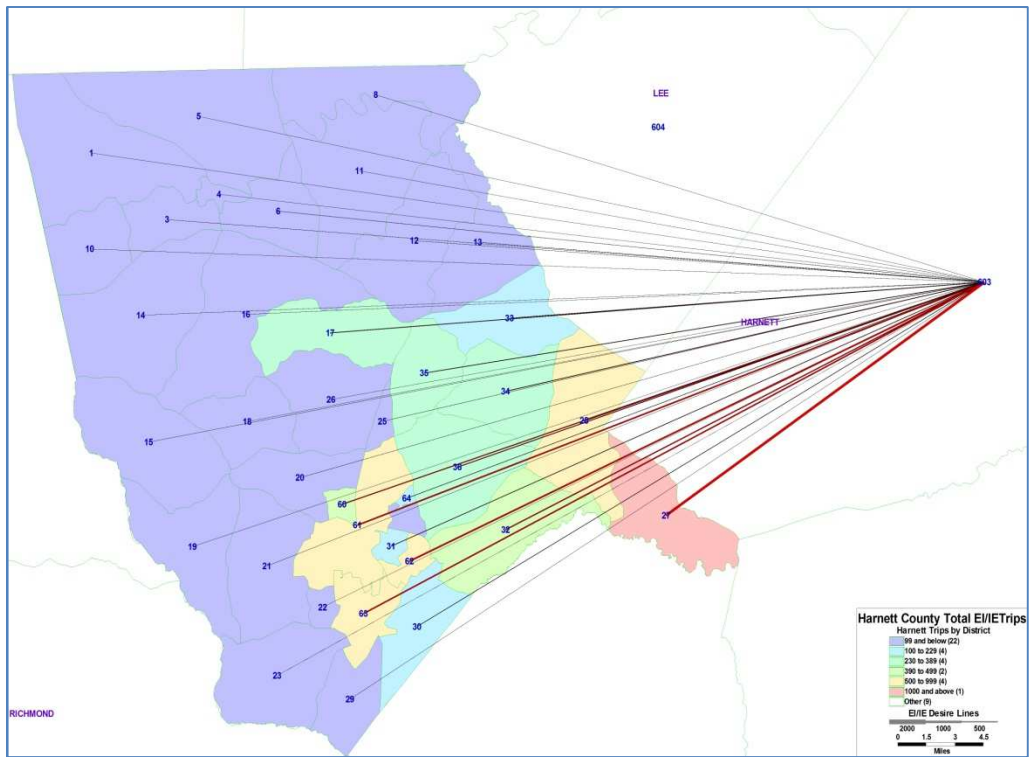 8
LEE
5
604
1
11
4
6
3
12
13
10
603
14
16
33
HARNETT
17
35
34
26
18
25
28
15
36
20
64
60
61
27
32
19
31
62
21
22
63
30
23
29
RICHMOND
Harnett County Total EI/IETrips
Harnett Trips by District
99 and below (22)
100 to 229 (4)
230 to 389 (4)
390 to 499 (2)
500 to 999 (4)
1000 and above (1)
Other (9)
EI/IE Desire Lines
2000 1000 500
0 1.5 3 4.5
Miles